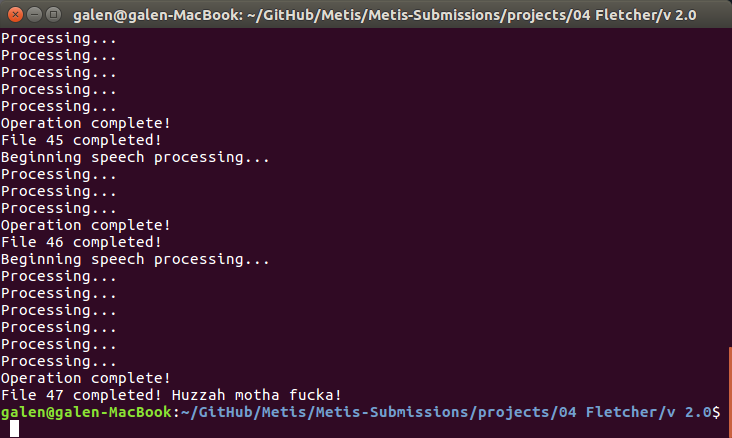 galen@galen-MacBook: ~/GitHub/Metis/Metis-Submissions/projects/04 Fletcher/v 2.0
Processing...
Processing...
Processing...
Processing...
Processing...
Operation complete!
File 45 completed!
Beginning speech processing...
Processing...
Processing...
Processing...
Operation complete!
File 46 completed!
Beginning speech processing...
Processing...
Processing...
Processing...
Processing...
Processing...
Processing...
Operation complete!
File 47 completed! Huzzah motha fucka!
galen@galen-MacBook:~/GitHub/Metis/Metis-Submissions/projects/04 Fletcher/v 2.0$